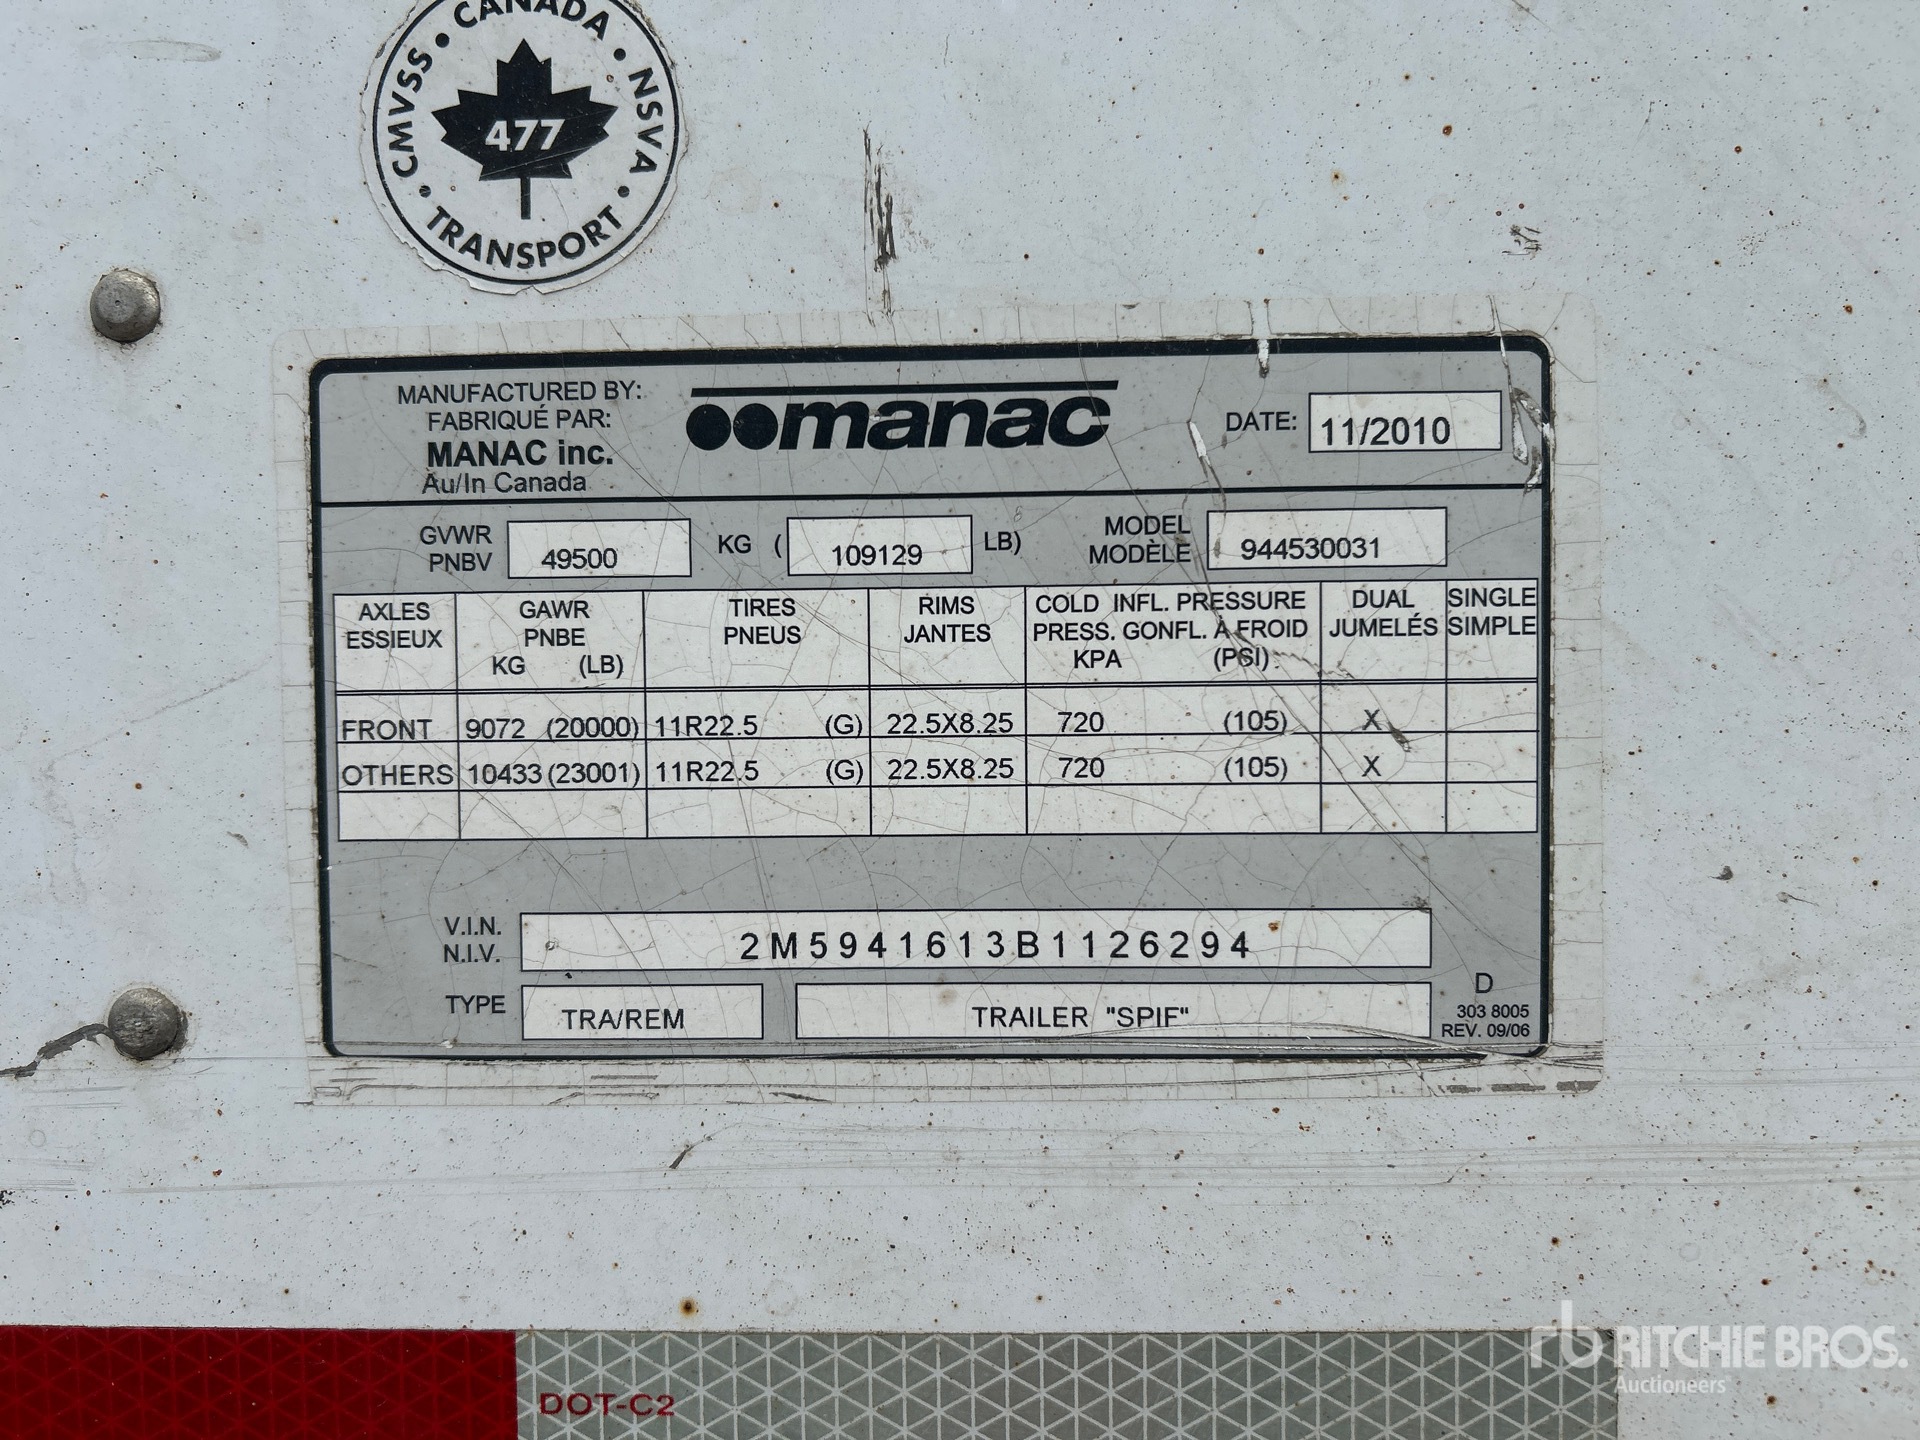 CMVSS • CANADA • NSVA • TRANSPORT •
477
MANUFACTURED BY:
FABRIQUÉ PAR:
MANAC inc.
Au/In Canada
manac
DATE: 11/2010
GVWR
PNBV
49500 KG ( 109129 LB)
MODEL
MODÈLE
944530031
AXLES
ESSIEUX
GAWR
PNBE
KG (LB)
TIRES
PNEUS
RIMS
JANTES
COLD INFL. PRESSURE
PRESS. GONFL. À FROID
KPA (PSI)
DUAL
JUMELÉS
SINGLE
SIMPLE
FRONT 9072 (20000) 11R22.5 (G) 22.5X8.25 720 (105) X
OTHERS 10433 (23001) 11R22.5 (G) 22.5X8.25 720 (105) X
V.I.N.
N.I.V.
2M5941613B1126294
TYPE TRA/REM TRAILER "SPIF"
D
303 8005
REV. 09/06
DOT-C2
rb RITCHIE BROS.
Auctioneers